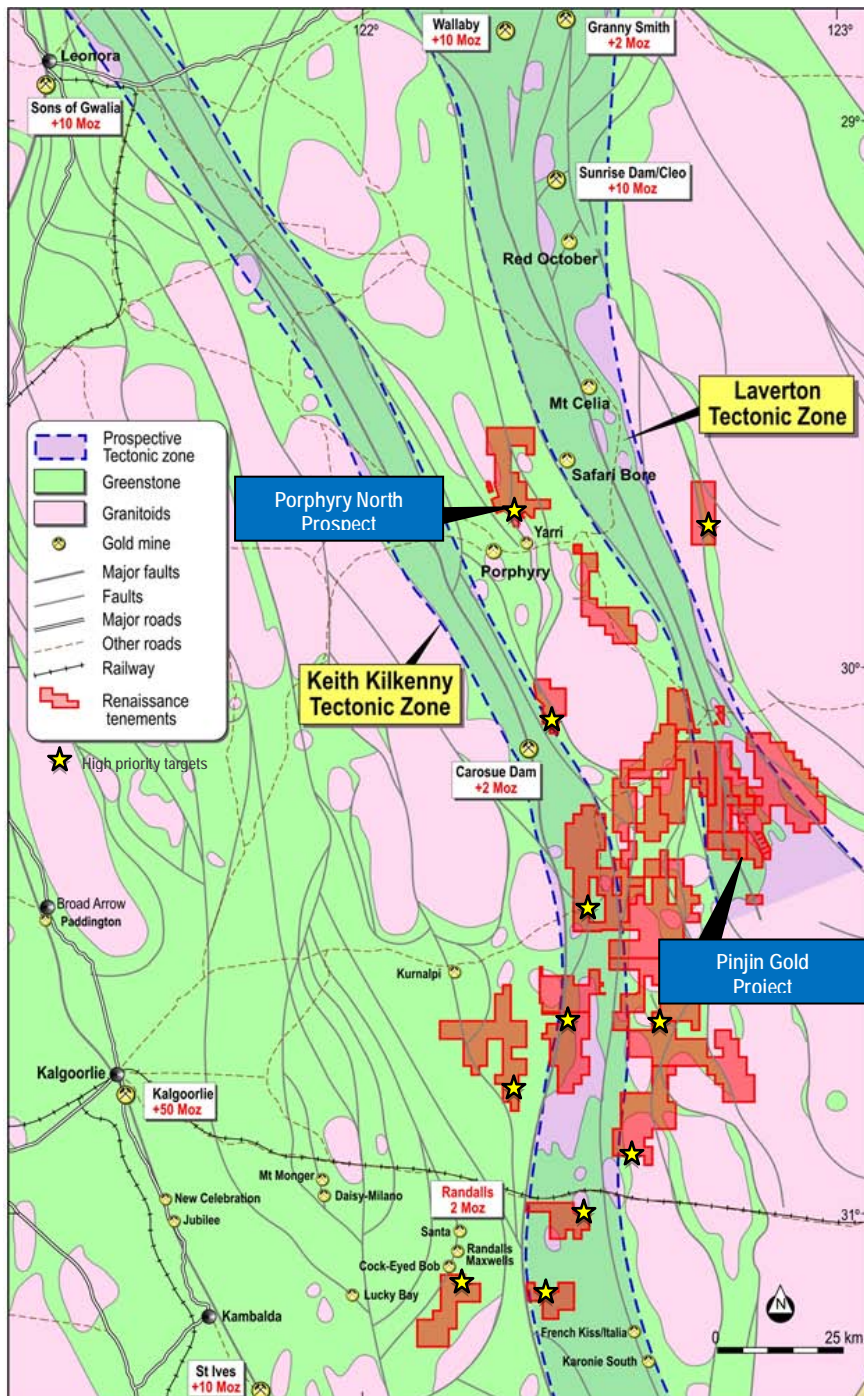 122º
123º
Wallaby
+10 Moz
Granny Smith
+2 Moz
Leonora
Sons of Gwalia
+10 Moz
29º
Sunrise Dam/Cleo
+10 Moz
Red October
Mt Celia
Laverton
Tectonic Zone
Safari Bore
Prospective
Tectonic zone
Greenstone
Granitoids
Gold mine
Major faults
Faults
Major roads
Other roads
Railway
Renaissance
tenements
High priority targets
Porphyry North
Prospect
Yarri
Porphyry
30º
Keith Kilkenny
Tectonic Zone
Carosue Dam
+2 Moz
Broad Arrow
Paddington
Kurnalpi
Pinjin Gold
Project
Kalgoorlie
Kalgoorlie
+50 Moz
Mt Monger
Daisy-Milano
Randalls
2 Moz
New Celebration
Jubilee
31º
Santa
Randalls
Maxwells
Cock-Eyed Bob
Lucky Bay
Kambalda
French Kiss/Italia
Karonie South
St Ives
+10 Moz
N
0
25 km